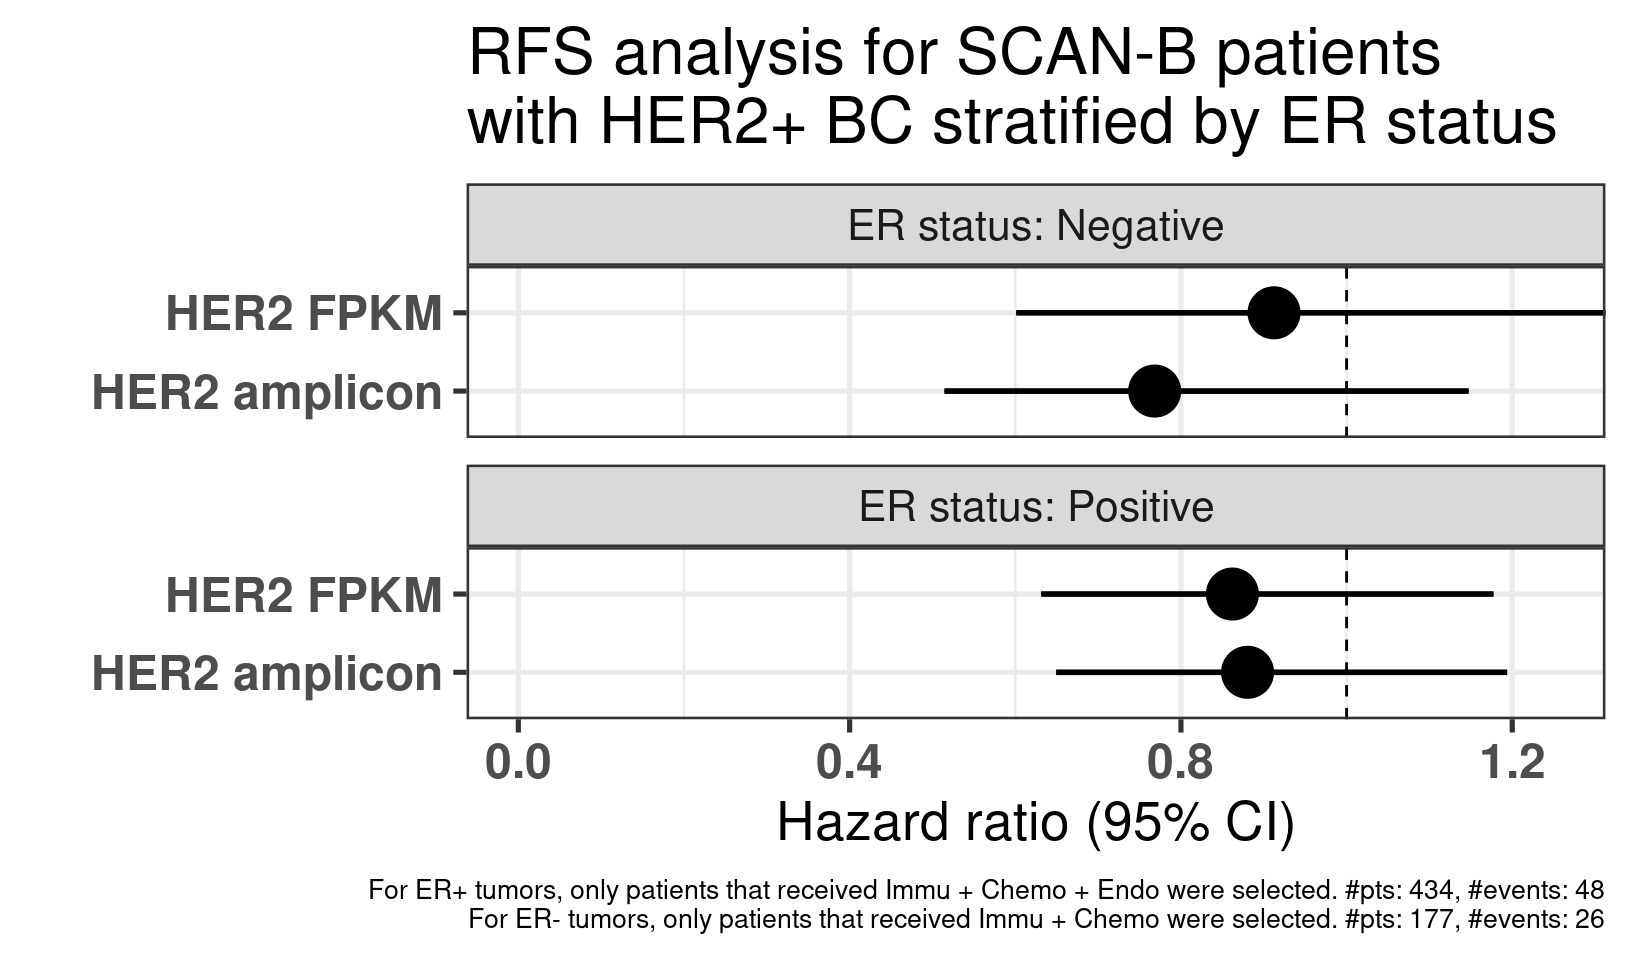 RFS analysis for SCAN-B patients
with HER2+ BC stratified by ER status
ER status: Negative
HER2 FPKM
HER2 amplicon
ER status: Positive
HER2 FPKM
HER2 amplicon
0.0 0.4 0.8 1.2
Hazard ratio (95% CI)
For ER+ tumors, only patients that received Immu + Chemo + Endo were selected. #pts: 434, #events: 48
For ER- tumors, only patients that received Immu + Chemo were selected. #pts: 177, #events: 26